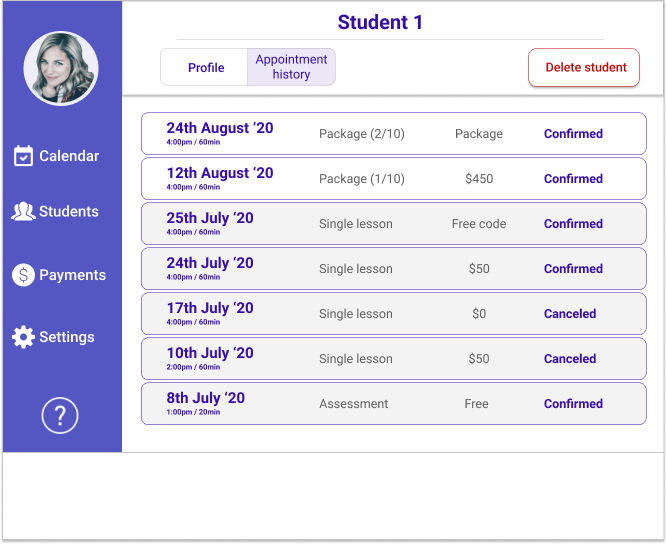 Student 1
Profile
Appointment
history
Delete student
Calendar
Students
Payments
Settings
?
24th August ‘20 Package (2/10) Package Confirmed
4:00pm / 60min
12th August ‘20 Package (1/10) $450 Confirmed
4:00pm / 60min
25th July ‘20 Single lesson Free code Confirmed
4:00pm / 60min
24th July ‘20 Single lesson $50 Confirmed
4:00pm / 60min
17th July ‘20 Single lesson $0 Canceled
4:00pm / 60min
10th July ‘20 Single lesson $50 Canceled
2:00pm / 60min
8th July ‘20 Assessment Free Confirmed
1:00pm / 20min